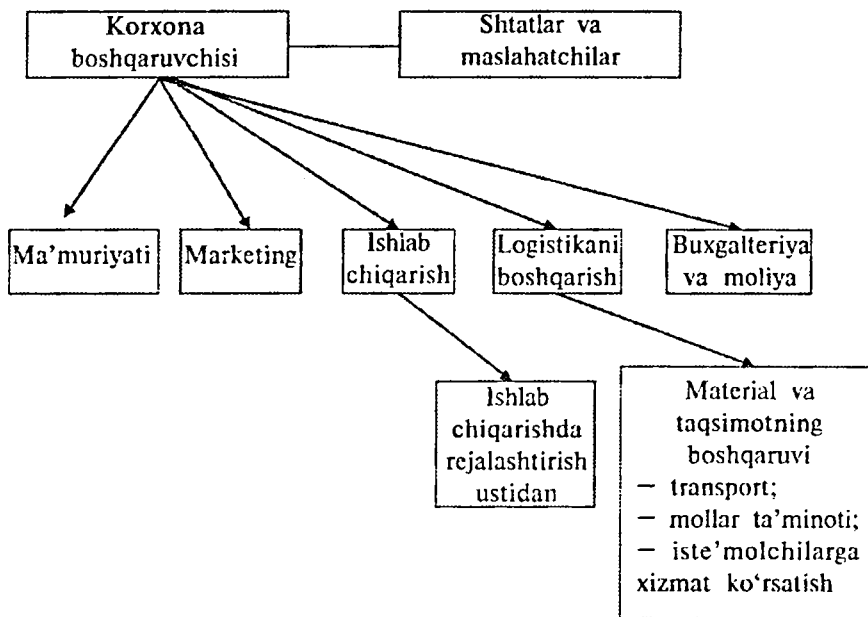 Korxona
boshqaruvchisi
Shtatlar va
maslahatchilar
Ma'muriyati
Marketing
Ishlab
chiqarish
Logistikani
boshqarish
Buxgalteriya
va moliya
Ishlab
chiqarishda
rejalashtirish
ustidan
Material va
taqsimotning
boshqaruvi
— transport;
— mollar ta'minoti;
— iste'molchilarga
xizmat ko'rsatish